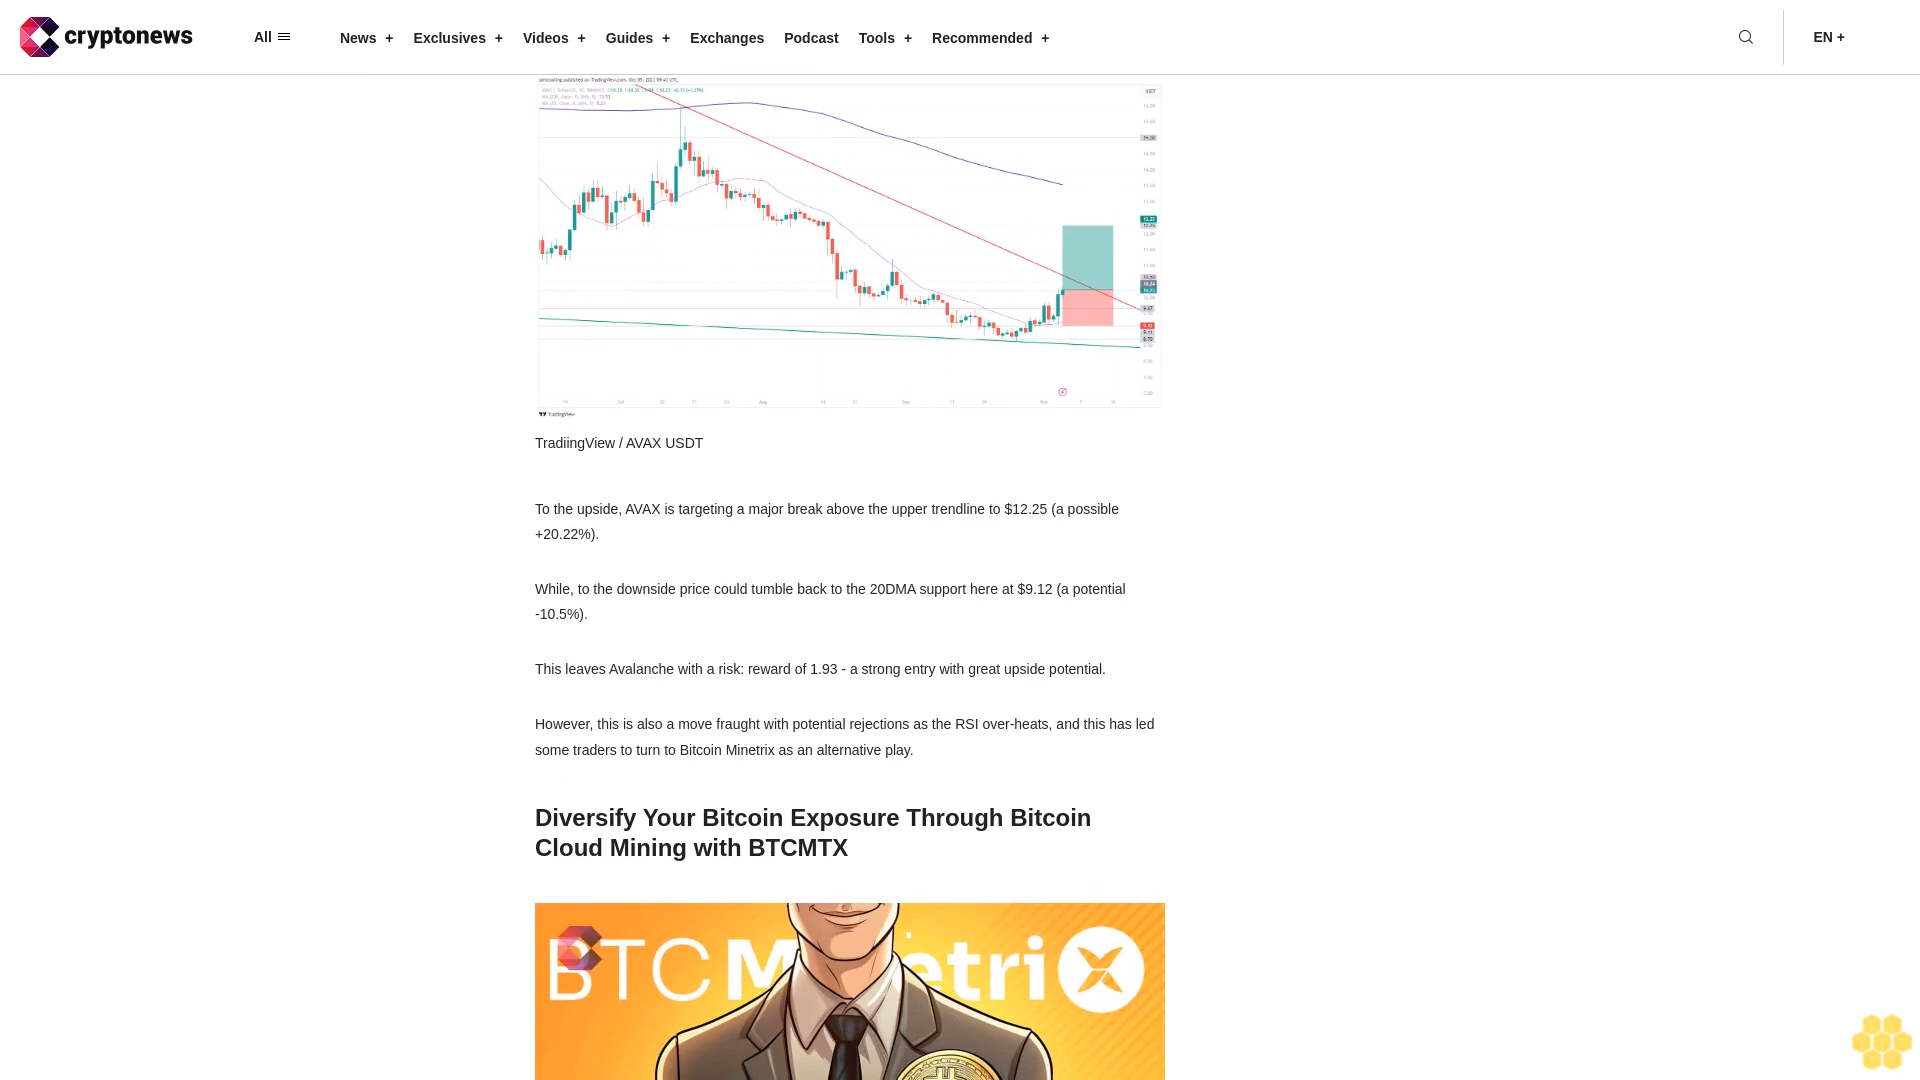 cryptonews
All
News +
Exclusives +
Videos +
Guides +
Exchanges
Podcast
Tools +
Recommended +
EN +
USDT
TradingView
TradiingView / AVAX USDT
To the upside, AVAX is targeting a major break above the upper trendline to $12.25 (a possible
+20.22%).
While, to the downside price could tumble back to the 20DMA support here at $9.12 (a potential
-10.5%).
This leaves Avalanche with a risk: reward of 1.93 - a strong entry with great upside potential.
However, this is also a move fraught with potential rejections as the RSI over-heats, and this has led
some traders to turn to Bitcoin Minetrix as an alternative play.
Diversify Your Bitcoin Exposure Through Bitcoin
Cloud Mining with BTCMTX